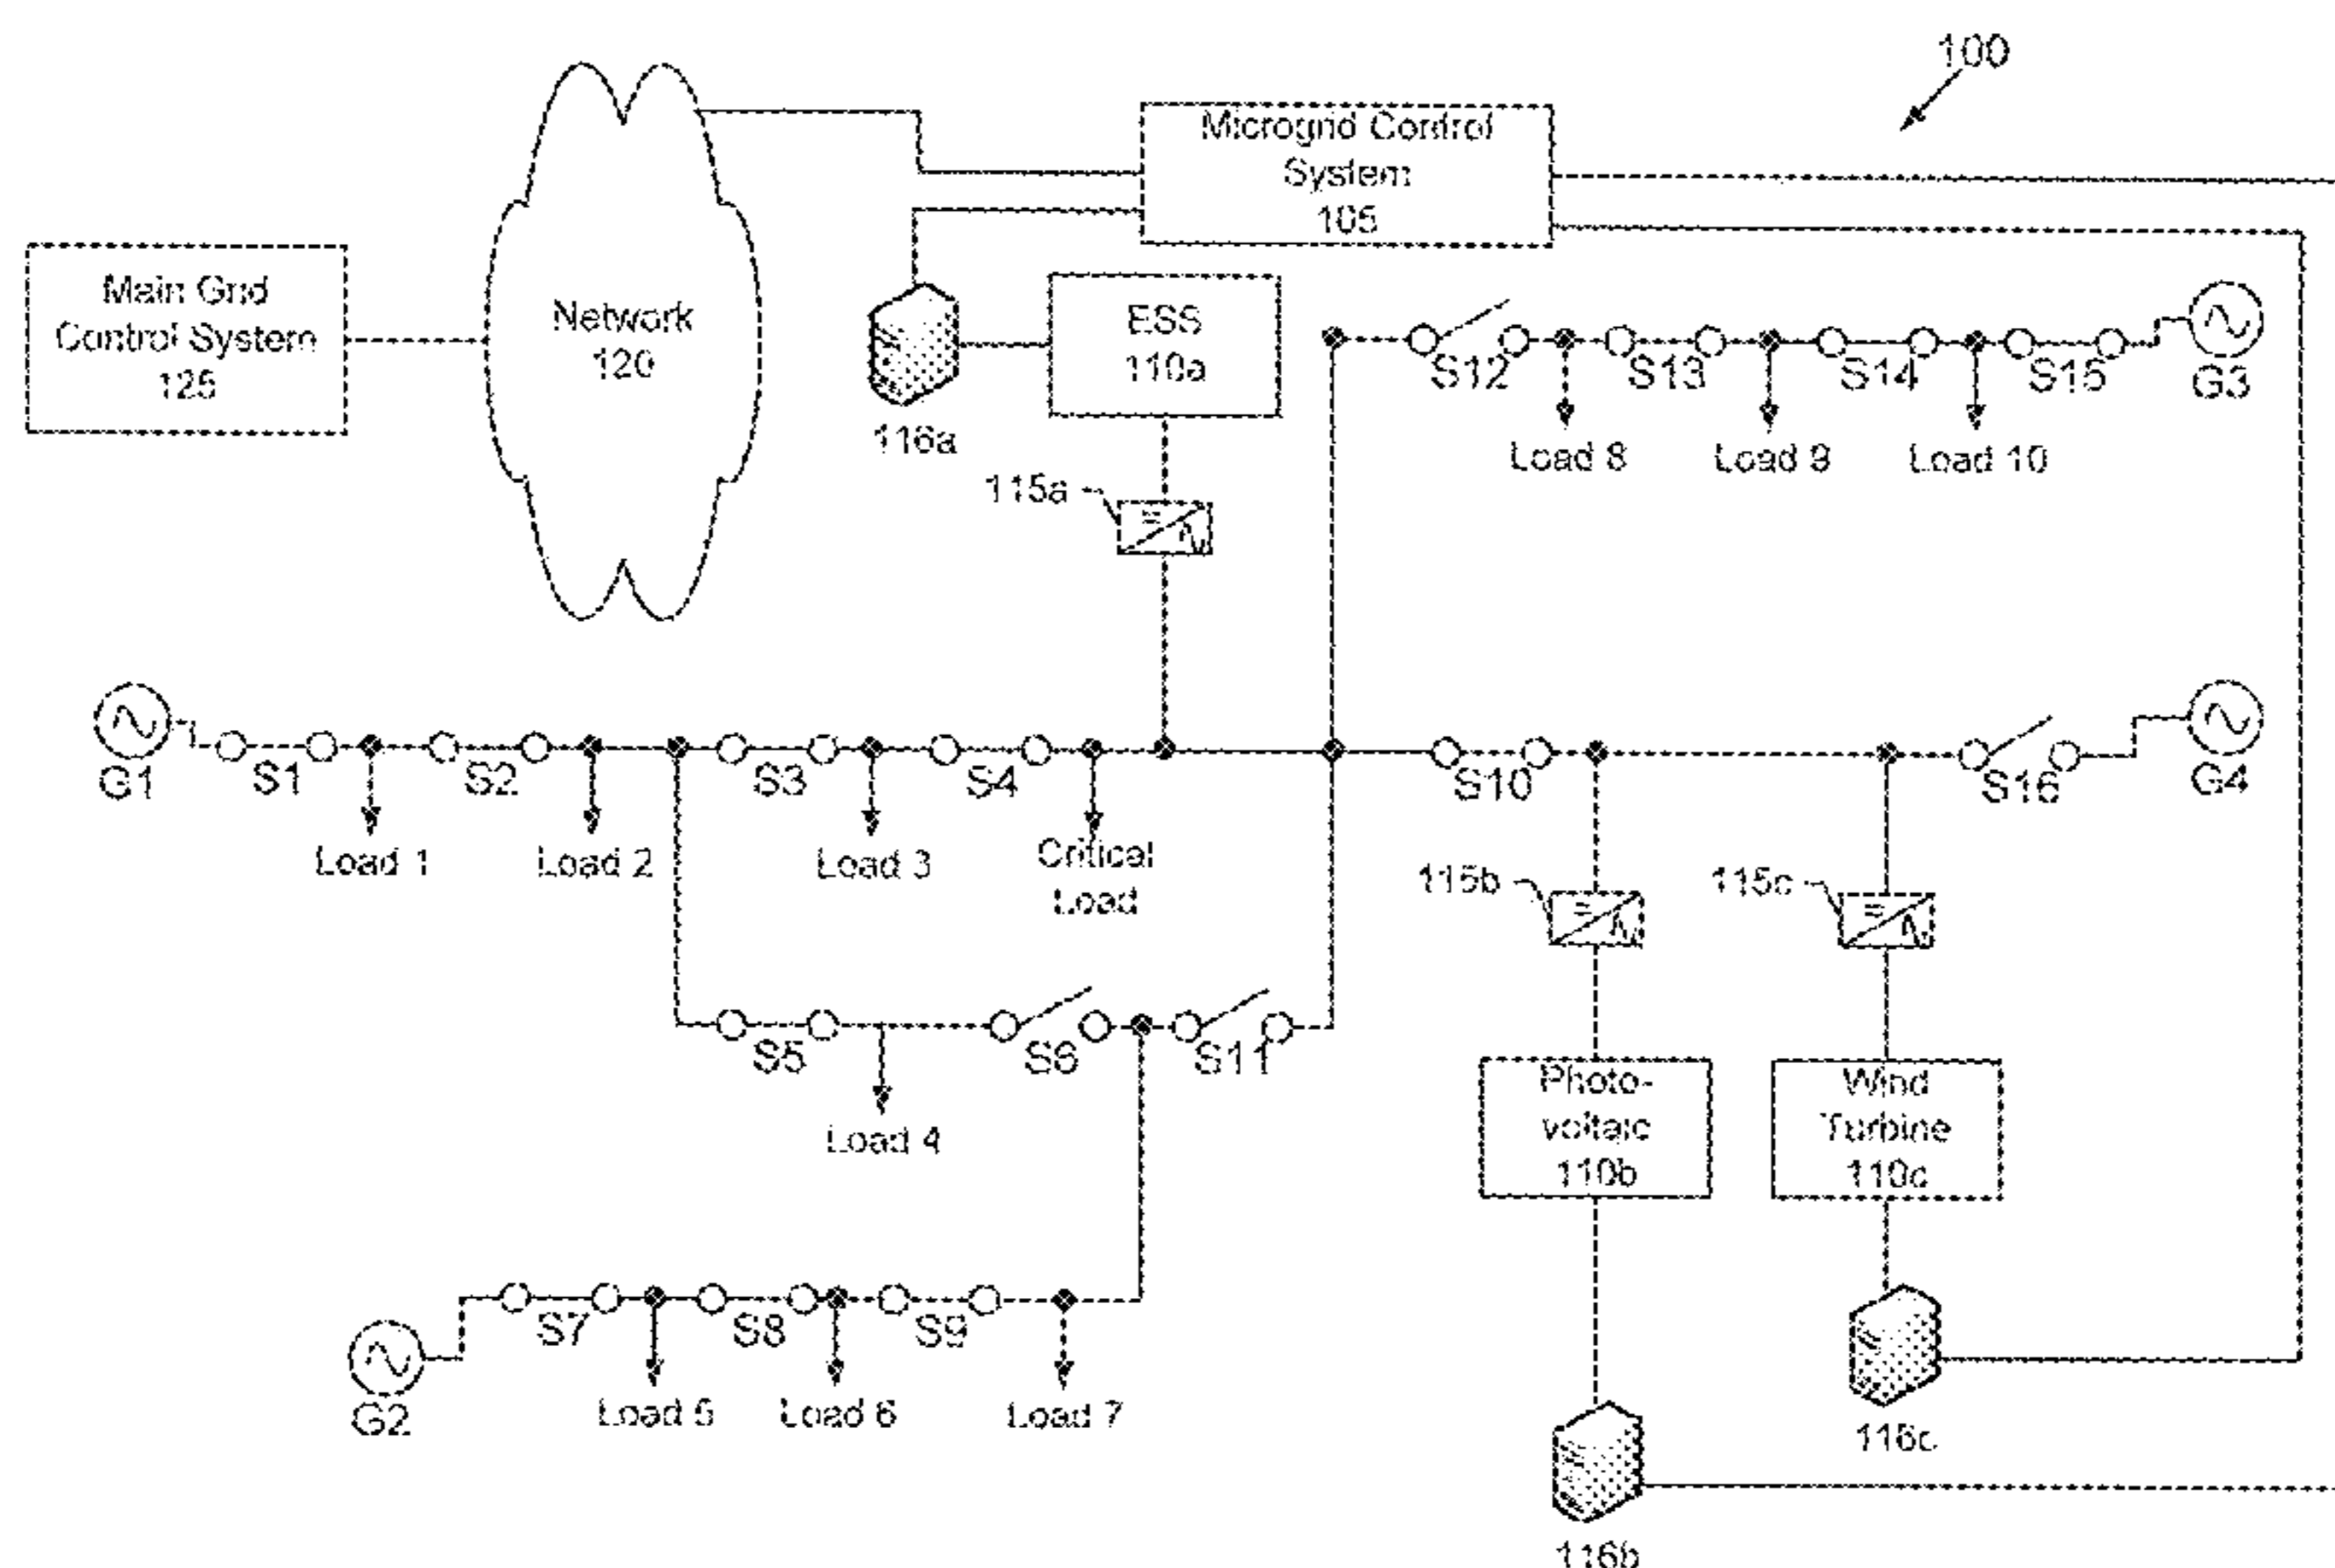 100
Microgrid Control
System
105
Main Grid
Control System
125
Network
120
ESS
110a
116a
115a
S12
S13
S14
S15
G3
Load 8
Load 9
Load 10
G1
S1
S2
S3
S4
S10
S16
G4
Load 1
Load 2
Load 3
Critical
Load
115b
115c
S5
S6
S11
Load 4
Photo-
voltaic
110b
Wind
Turbine
110c
G2
S7
S8
S9
Load 5
Load 6
Load 7
116c
116b